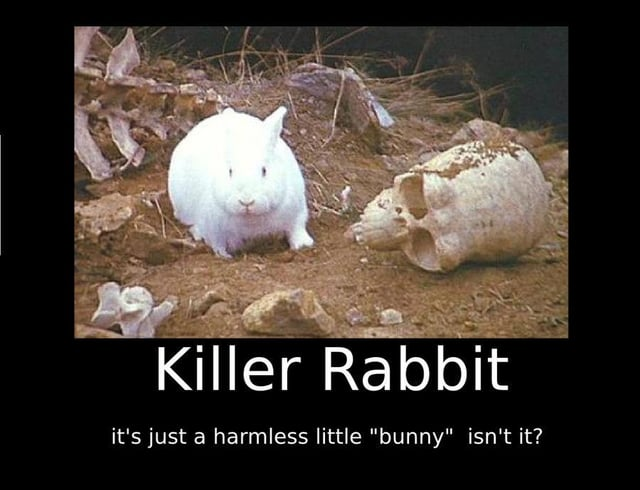 Killer Rabbit
it's just a harmless little "bunny"  isn't it?